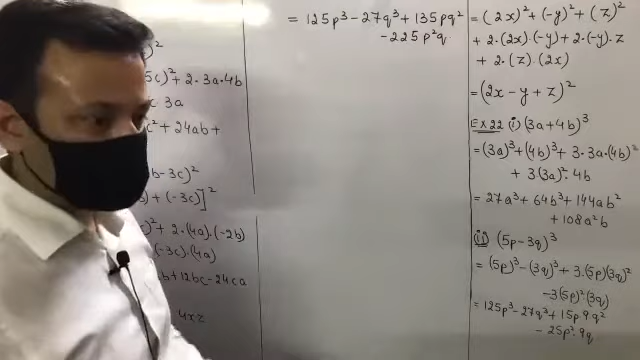 )²
5c)² + 2·3a·4b
c·3a
c² + 24ab +
b - 3c)²
) + (-3c)]²
c)² + 2·(4a)·(-2b)
(-3c)·(4a)
b + 12bc - 24ca
4xz
= 125p³ - 27q³ + 135pq²
- 225p²q
= (2x)² + (-y)² + (z)²
+ 2·(2x)·(-y) + 2·(-y)·z
+ 2·(z)·(2x)
= (2x - y + z)²
EX 22 (i) (3a+4b)³
= (3a)³ + (4b)³ + 3·3a·(4b)²
+ 3(3a)²·4b
= 27a³ + 64b³ + 144ab²
+ 108a²b
(ii) (5p-3q)³
= (5p)³ - (3q)³ + 3·(5p)(3q)²
- 3(5p)²(3q)
= 125p³ - 27q³ + 15p·9q²
- 25p²·9q